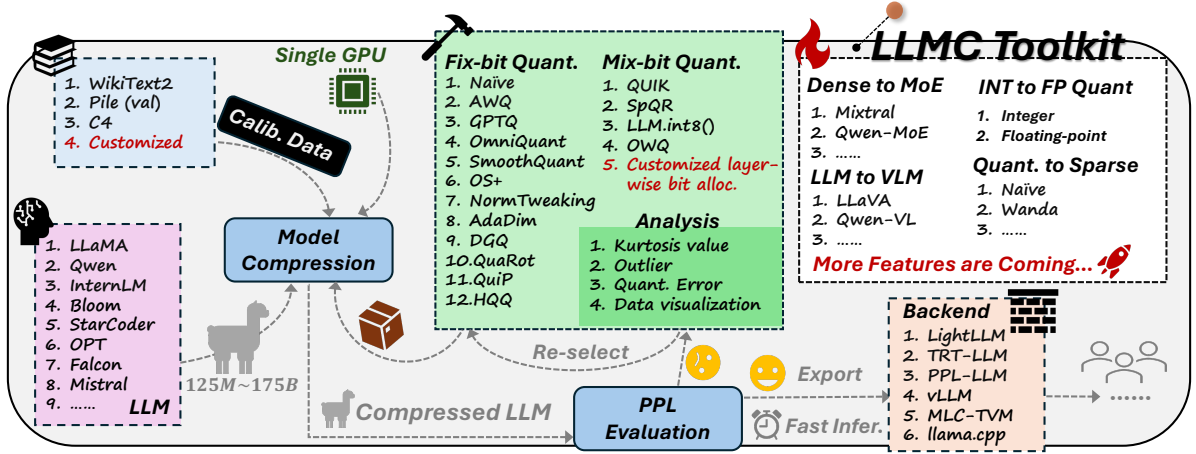 LLMC Toolkit
1. WikiText2
2. Pile (val)
3. C4
4. Customized
Calib. Data
Single GPU
1. LLaMA
2. Qwen
3. InternLM
4. Bloom
5. StarCoder
6. OPT
7. Falcon
8. Mistral
9. ......
LLM
125M~175B
Model
Compression
Fix-bit Quant.
1. Naïve
2. AWQ
3. GPTQ
4. OmniQuant
5. SmoothQuant
6. OS+
7. NormTweaking
8. AdaDim
9. DGQ
10.QuaRot
11.QuiP
12.HQQ
Mix-bit Quant.
1. QUIK
2. SpQR
3. LLM.int8()
4. OWQ
5. Customized layer-
wise bit alloc.
Analysis
1. Kurtosis value
2. Outlier
3. Quant. Error
4. Data visualization
Dense to MoE
1. Mixtral
2. Qwen-MoE
3. ......
LLM to VLM
1. LLaVA
2. Qwen-VL
3. ......
INT to FP Quant
1. Integer
2. Floating-point
Quant. to Sparse
1. Naïve
2. Wanda
3. ......
More Features are Coming...
Re-select
Compressed LLM
PPL
Evaluation
Export
Fast Infer.
Backend
1. LightLLM
2. TRT-LLM
3. PPL-LLM
4. vLLM
5. MLC-TVM
6. llama.cpp
......